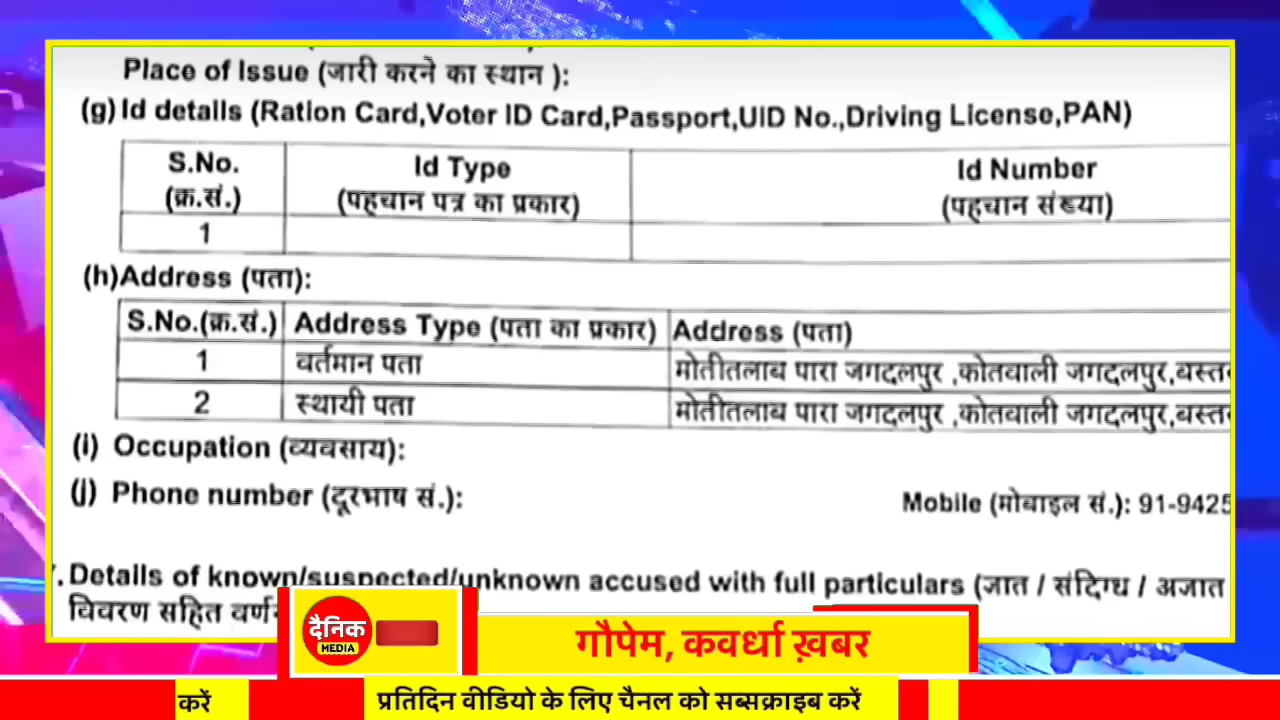 Place of Issue (जारी करने का स्थान ):
(g) Id details (Ration Card,Voter ID Card,Passport,UID No.,Driving License,PAN)
S.No. (क्र.सं.) Id Type (पहचान पत्र का प्रकार) Id Number (पहचान संख्या)
1
(h)Address (पता):
S.No.(क्र.सं.) Address Type (पता का प्रकार) Address (पता)
1 वर्तमान पता मोतीतलाब पारा जगदलपुर ,कोतवाली जगदलपुर,बस्त
2 स्थायी पता मोतीतलाब पारा जगदलपुर ,कोतवाली जगदलपुर,बस्त
(i) Occupation (व्यवसाय):
(j) Phone number (दूरभाष सं.): Mobile (मोबाइल सं.): 91-9425
. Details of known/suspected/unknown accused with full particulars (ज्ञात / संदिग्ध / अज्ञात
विवरण सहित वर्ण
दैनिक
MEDIA
गौपेम, कवर्धा ख़बर
करें
प्रतिदिन वीडियो के लिए चैनल को सब्सक्राइब करें